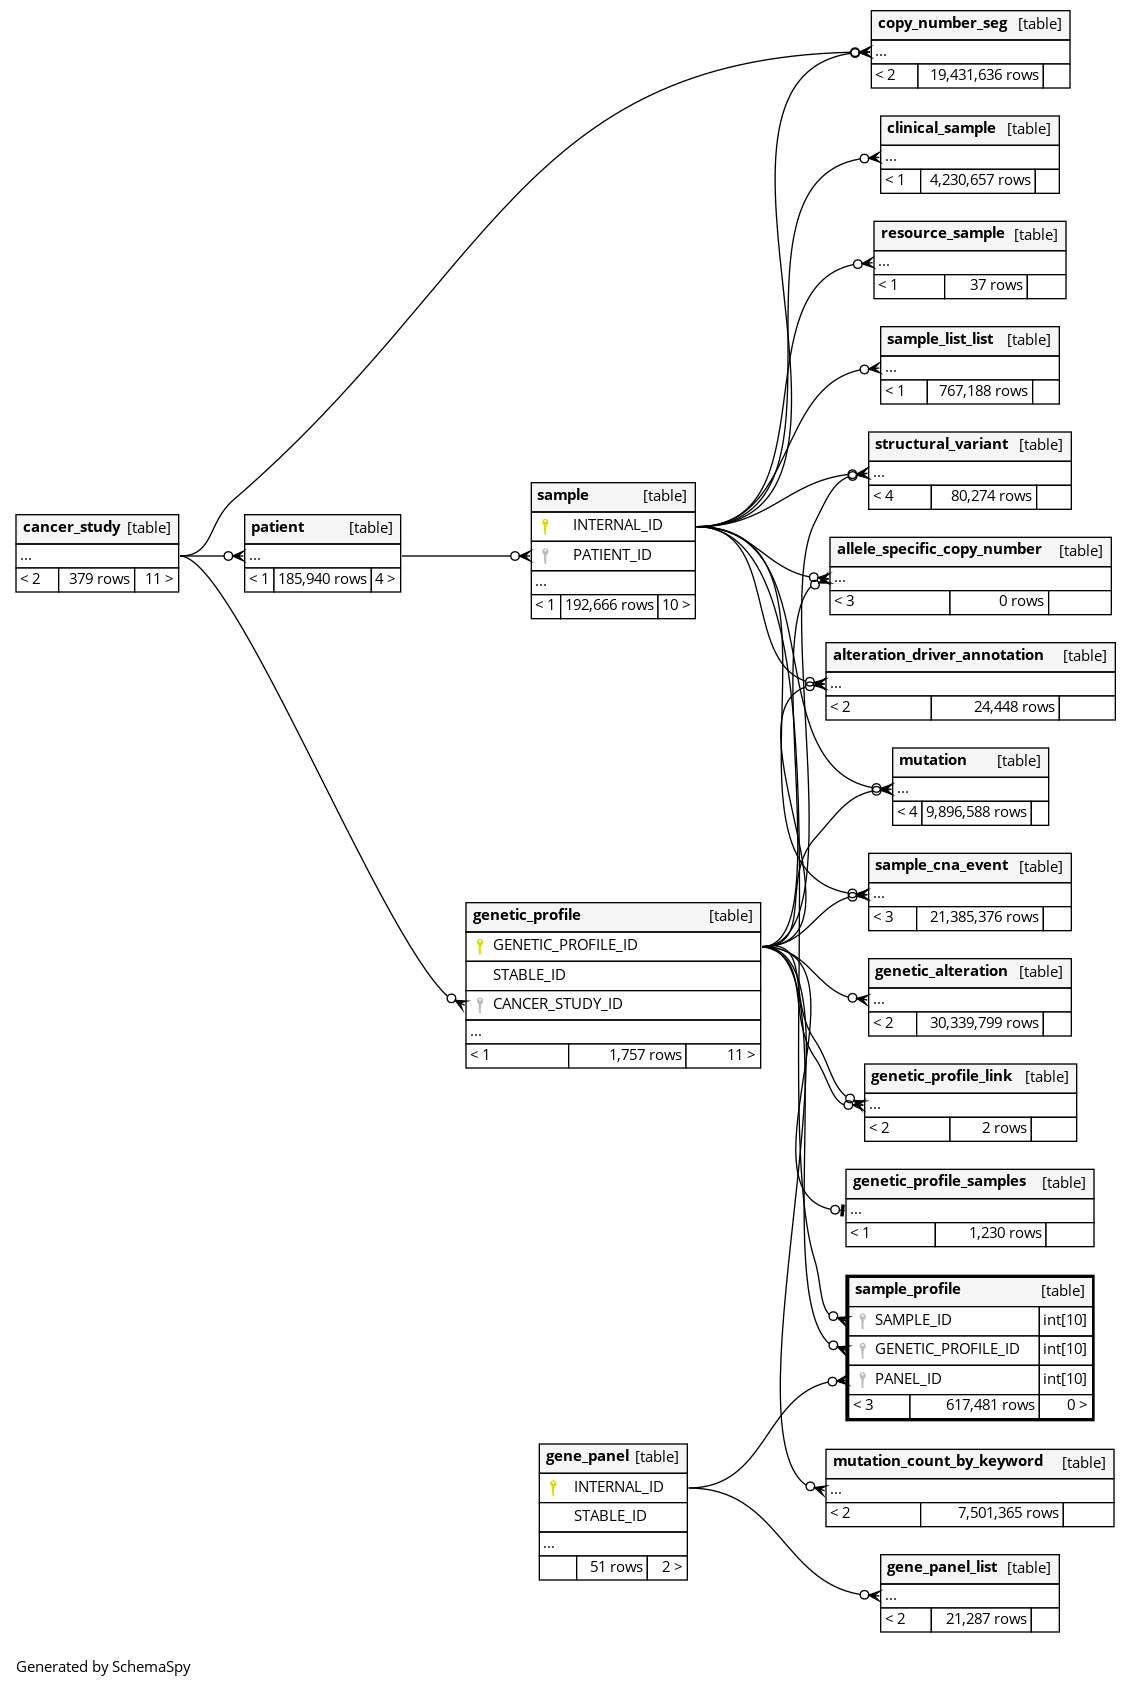 copy_number_seg [table]
...
< 2 19,431,636 rows
clinical_sample [table]
...
< 1 4,230,657 rows
resource_sample [table]
...
< 1 37 rows
sample_list_list [table]
...
< 1 767,188 rows
structural_variant [table]
...
< 4 80,274 rows
cancer_study [table]
...
< 2 379 rows 11 >
patient [table]
...
< 1 185,940 rows 4 >
sample [table]
INTERNAL_ID
PATIENT_ID
...
< 1 192,666 rows 10 >
allele_specific_copy_number [table]
...
< 3 0 rows
alteration_driver_annotation [table]
...
< 2 24,448 rows
mutation [table]
...
< 4 9,896,588 rows
sample_cna_event [table]
...
< 3 21,385,376 rows
genetic_profile [table]
GENETIC_PROFILE_ID
STABLE_ID
CANCER_STUDY_ID
...
< 1 1,757 rows 11 >
genetic_alteration [table]
...
< 2 30,339,799 rows
genetic_profile_link [table]
...
< 2 2 rows
genetic_profile_samples [table]
...
< 1 1,230 rows
sample_profile [table]
SAMPLE_ID int[10]
GENETIC_PROFILE_ID int[10]
PANEL_ID int[10]
< 3 617,481 rows 0 >
gene_panel [table]
INTERNAL_ID
STABLE_ID
...
51 rows 2 >
mutation_count_by_keyword [table]
...
< 2 7,501,365 rows
gene_panel_list [table]
...
< 2 21,287 rows
Generated by SchemaSpy